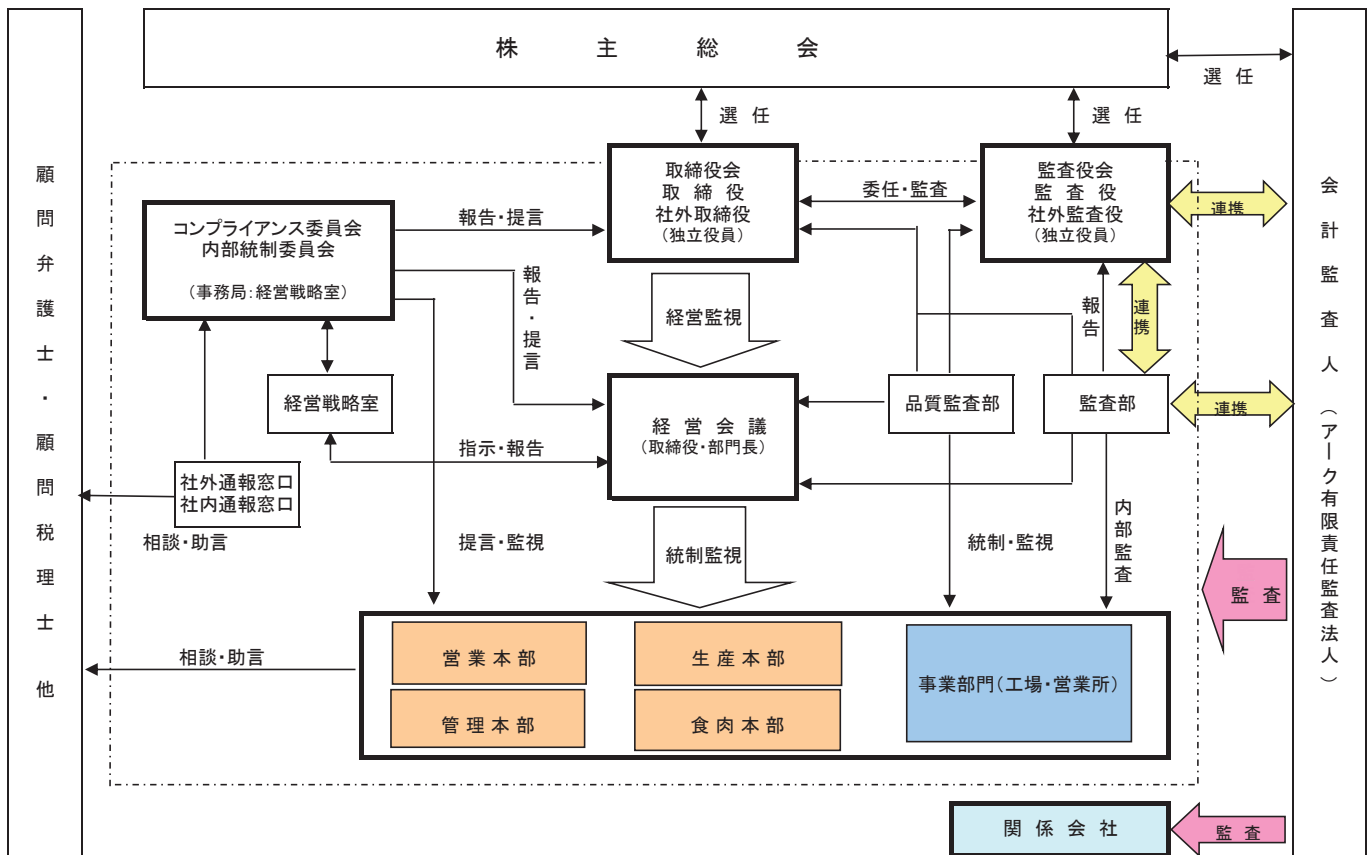 株主総会
選任
選任
選任
顧問弁護士・顧問税理士 他
会計監査人（アーク有限責任監査法人）
取締役会
取締役
社外取締役
（独立役員）
委任・監査
監査役会
監査役
社外監査役
（独立役員）
連携
コンプライアンス委員会
内部統制委員会
（事務局：経営戦略室）
報告・提言
報告・提言
経営監視
報告
連携
経営戦略室
経営会議
（取締役・部門長）
品質監査部
監査部
連携
指示・報告
社外通報窓口
社内通報窓口
相談・助言
提言・監視
統制監視
統制・監視
内部監査
監査
相談・助言
営業本部
生産本部
事業部門（工場・営業所）
管理本部
食肉本部
関係会社
監査